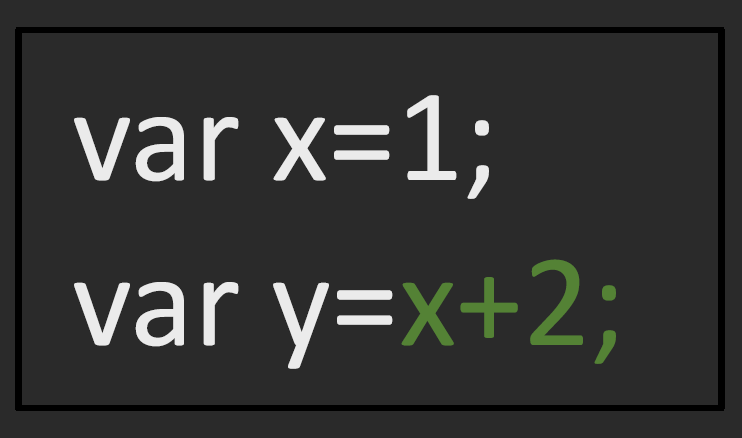 var x=1;
var y=x+2;